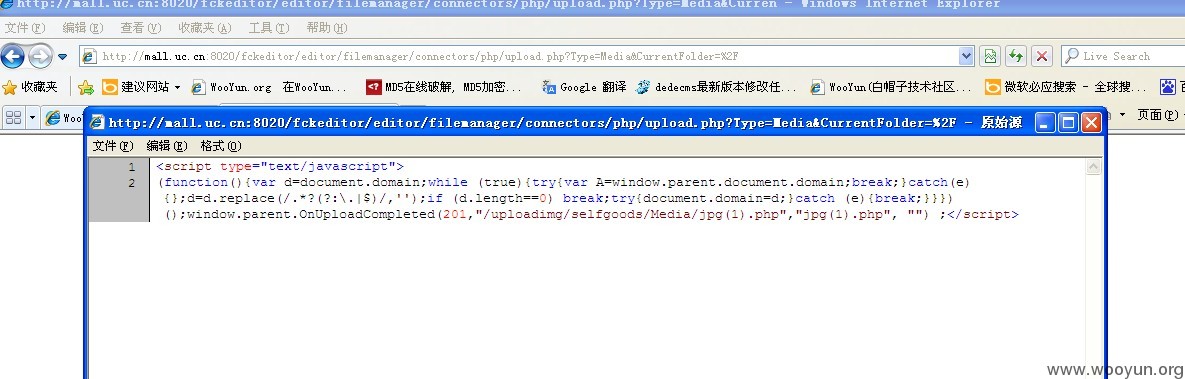 http://mall.uc.cn:8020/fckeditor/editor/filemanager/connectors/php/upload.php?Type=Media&Curren - Windows Internet Explorer
文件(F) 编辑(E) 查看(V) 收藏夹(A) 工具(T) 帮助(H)
http://mall.uc.cn:8020/fckeditor/editor/filemanager/connectors/php/upload.php?Type=Media&CurrentFolder=%2F
Live Search
收藏夹 建议网站 WooYun.org 在WooYun... MD5在线破解, MD5加密... Google 翻译 dedecms最新版本修改任... WooYun(白帽子技术社区... 微软必应搜索 - 全球搜...
Woo 页面(P)
http://mall.uc.cn:8020/fckeditor/editor/filemanager/connectors/php/upload.php?Type=Media&CurrentFolder=%2F - 原始源
文件(F) 编辑(E) 格式(O)
1 <script type="text/javascript">
2 (function(){var d=document.domain;while (true){try{var A=window.parent.document.domain;break;}catch(e)
{};d=d.replace(/.*?(?:\.|$)/,'');if (d.length==0) break;try{document.domain=d;}catch (e){break;}}})
();window.parent.OnUploadCompleted(201,"/uploadimg/selfgoods/Media/jpg(1).php","jpg(1).php", "") ;</script>
www.wooyun.org